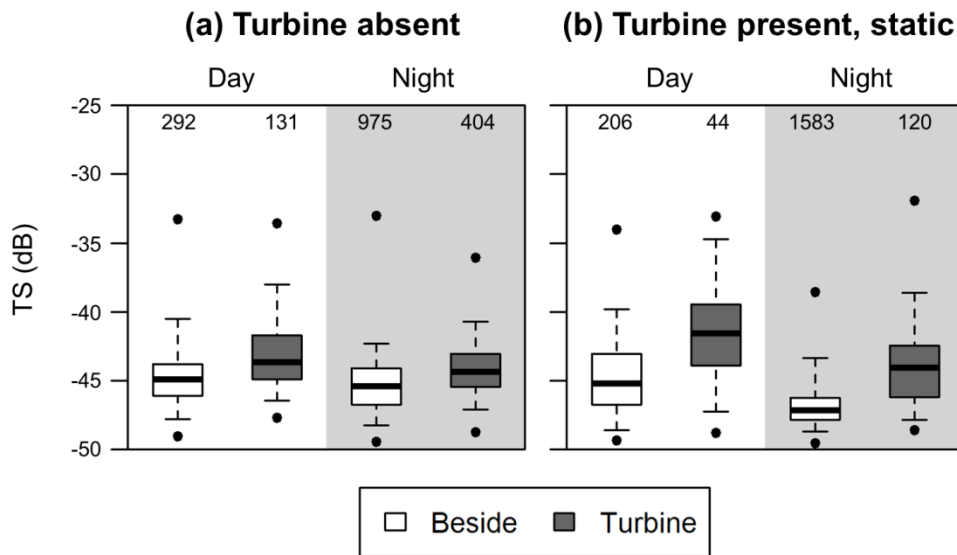 (a) Turbine absent
(b) Turbine present, static
Day
Night
Day
Night
292
131
975
404
206
44
1583
120
-25
-30
-35
-40
-45
-50
TS (dB)
Beside
Turbine